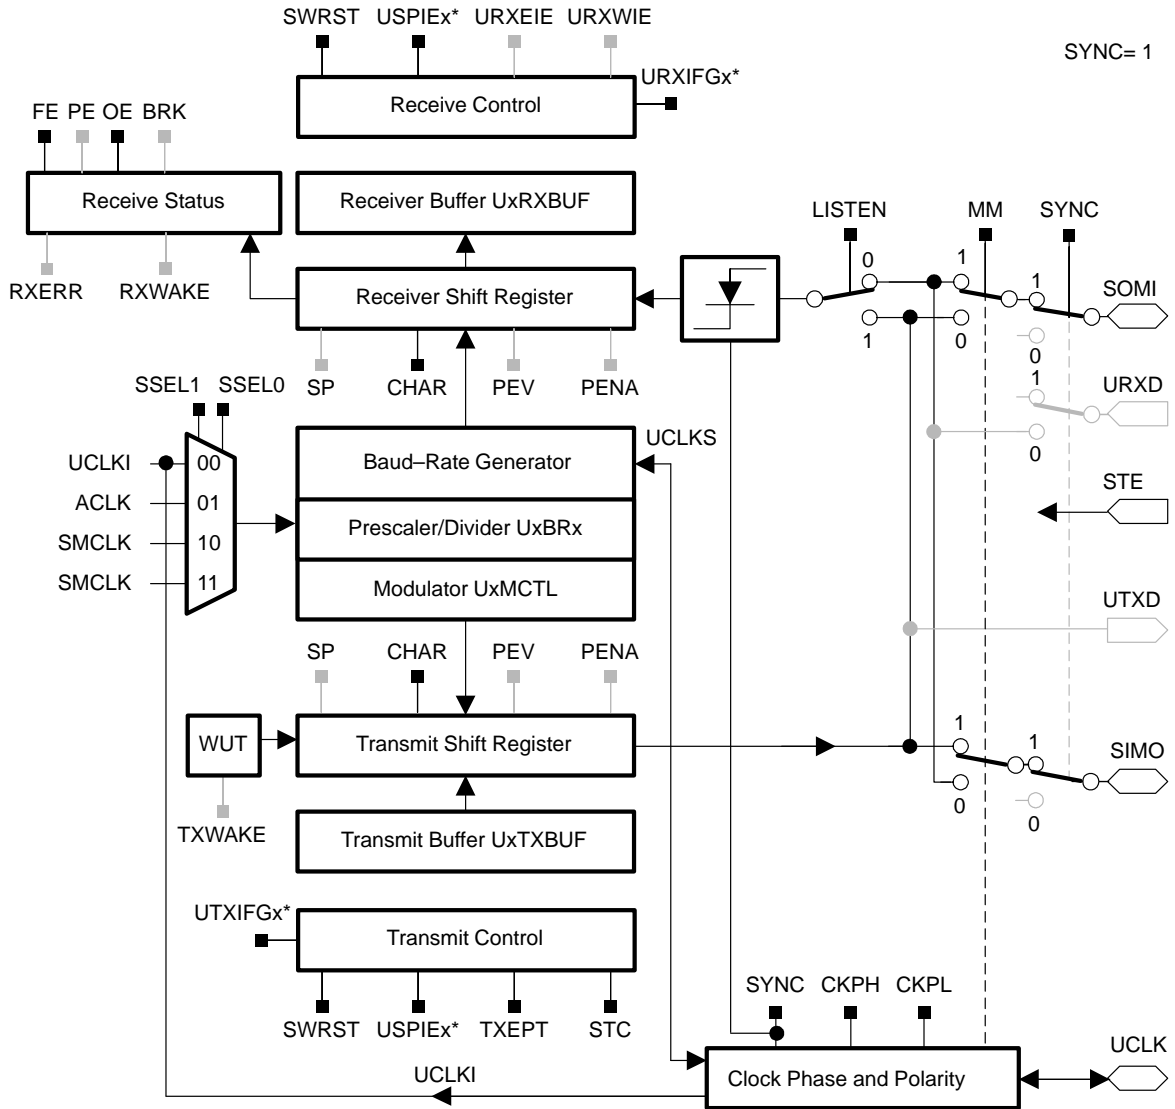 SWRST USPIEx* URXEIE URXWIE
SYNC= 1
URXIFGx*
Receive Control
FE PE OE BRK
Receive Status
Receiver Buffer UxRXBUF
LISTEN MM SYNC
0 1 1
RXERR RXWAKE
Receiver Shift Register
SOMI
1 0 0
SP CHAR PEV PENA
SSEL1 SSEL0
1
URXD
UCLKS
0
UCLKI 00
Baud–Rate Generator
STE
ACLK 01
Prescaler/Divider UxBRx
SMCLK 10
SMCLK 11
Modulator UxMCTL
UTXD
SP CHAR PEV PENA
WUT
Transmit Shift Register
1 1
SIMO
0 0
TXWAKE
Transmit Buffer UxTXBUF
UTXIFGx*
Transmit Control
SYNC CKPH CKPL
SWRST USPIEx* TXEPT STC
UCLK
UCLKI
Clock Phase and Polarity